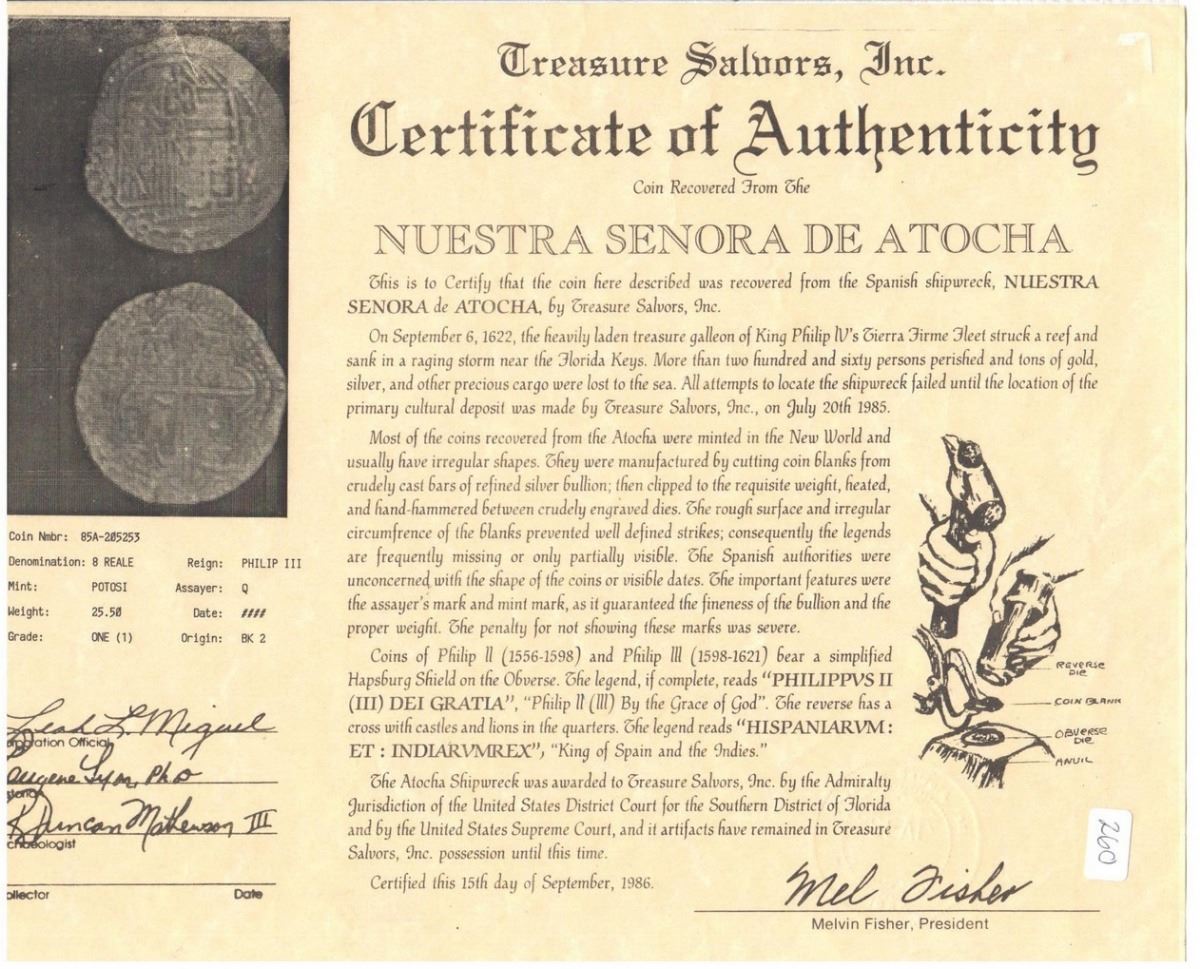 Treasure Salvors, Inc.
Certificate of Authenticity
Coin Recovered From The
NUESTRA SENORA DE ATOCHA
This is to Certify that the coin here described was recovered from the Spanish shipwreck, NUESTRA
SENORA de ATOCHA, by Treasure Salvors, Inc.
On September 6, 1622, the heavily laden treasure galleon of King Philip IV's Tierra Firme Fleet struck a reef and
sank in a raging storm near the Florida Keys. More than two hundred and sixty persons perished and tons of gold,
silver, and other precious cargo were lost to the sea. All attempts to locate the shipwreck failed until the location of the
primary cultural deposit was made by Treasure Salvors, Inc., on July 20th 1985.
Most of the coins recovered from the Atocha were minted in the New World and
usually have irregular shapes. They were manufactured by cutting coin blanks from
crudely cast bars of refined silver bullion; then clipped to the requisite weight, heated,
and hand-hammered between crudely engraved dies. The rough surface and irregular
circumfrence of the blanks prevented well defined strikes; consequently the legends
are frequently missing or only partially visible. The Spanish authorities were
unconcerned with the shape of the coins or visible dates. The important features were
the assayer's mark and mint mark, as it guaranteed the fineness of the bullion and the
proper weight. The penalty for not showing these marks was severe.
Coins of Philip II (1556-1598) and Philip III (1598-1621) bear a simplified
Hapsburg Shield on the Obverse. The legend, if complete, reads "PHILIPPVS II
(III) DEI GRATIA", "Philip II (III) By the Grace of God". The reverse has a
cross with castles and lions in the quarters. The legend reads "HISPANIARVM :
ET : INDIARVMREX", "King of Spain and the Indies."
The Atocha Shipwreck was awarded to Treasure Salvors, Inc. by the Admiralty
Jurisdiction of the United States District Court for the Southern District of Florida
and by the United States Supreme Court, and it artifacts have remained in Treasure
Salvors, Inc. possession until this time.
Certified this 15th day of September, 1986.
Mel Fisher
Melvin Fisher, President
REVERSE
DIE
COIN BLANK
OBVERSE
DIE
ANVIL
260
Coin Nmbr: 85A-205253
Denomination: 8 REALE Reign: PHILIP III
Mint: POTOSI Assayer: Q
Weight: 25.50 Date: ####
Grade: ONE (1) Origin: BK 2
Leah L. Miguel
Official
Eugene Lyon, PhD
R Duncan Mathewson III
chaeologist
ollector Date